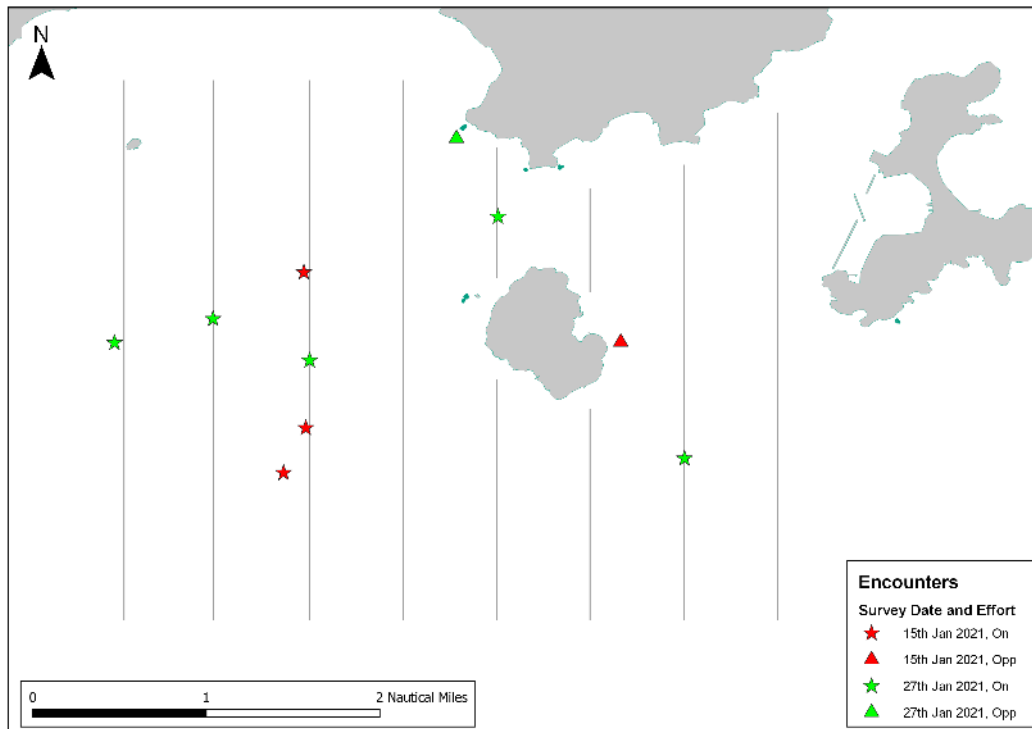 N
Encounters
Survey Date and Effort
15th Jan 2021, On
15th Jan 2021, Opp
27th Jan 2021, On
27th Jan 2021, Opp
0 1 2 Nautical Miles